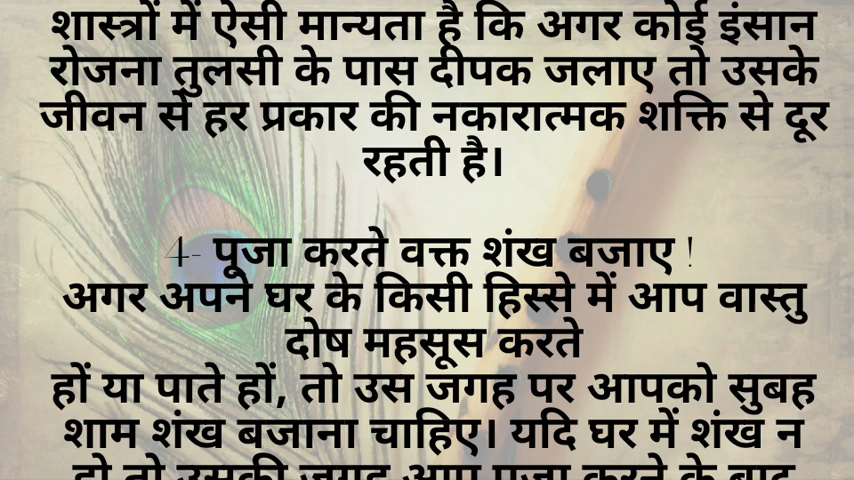 शास्त्रों में ऐसी मान्यता है कि अगर कोई इंसान
रोजना तुलसी के पास दीपक जलाए तो उसके
जीवन से हर प्रकार की नकारात्मक शक्ति से दूर
रहती है।
4- पूजा करते वक्त शंख बजाए !
अगर अपने घर के किसी हिस्से में आप वास्तु
दोष महसूस करते
हों या पाते हों, तो उस जगह पर आपको सुबह
शाम शंख बजाना चाहिए। यदि घर में शंख न
हो तो उसकी जगह आप पूजा करने के बाद